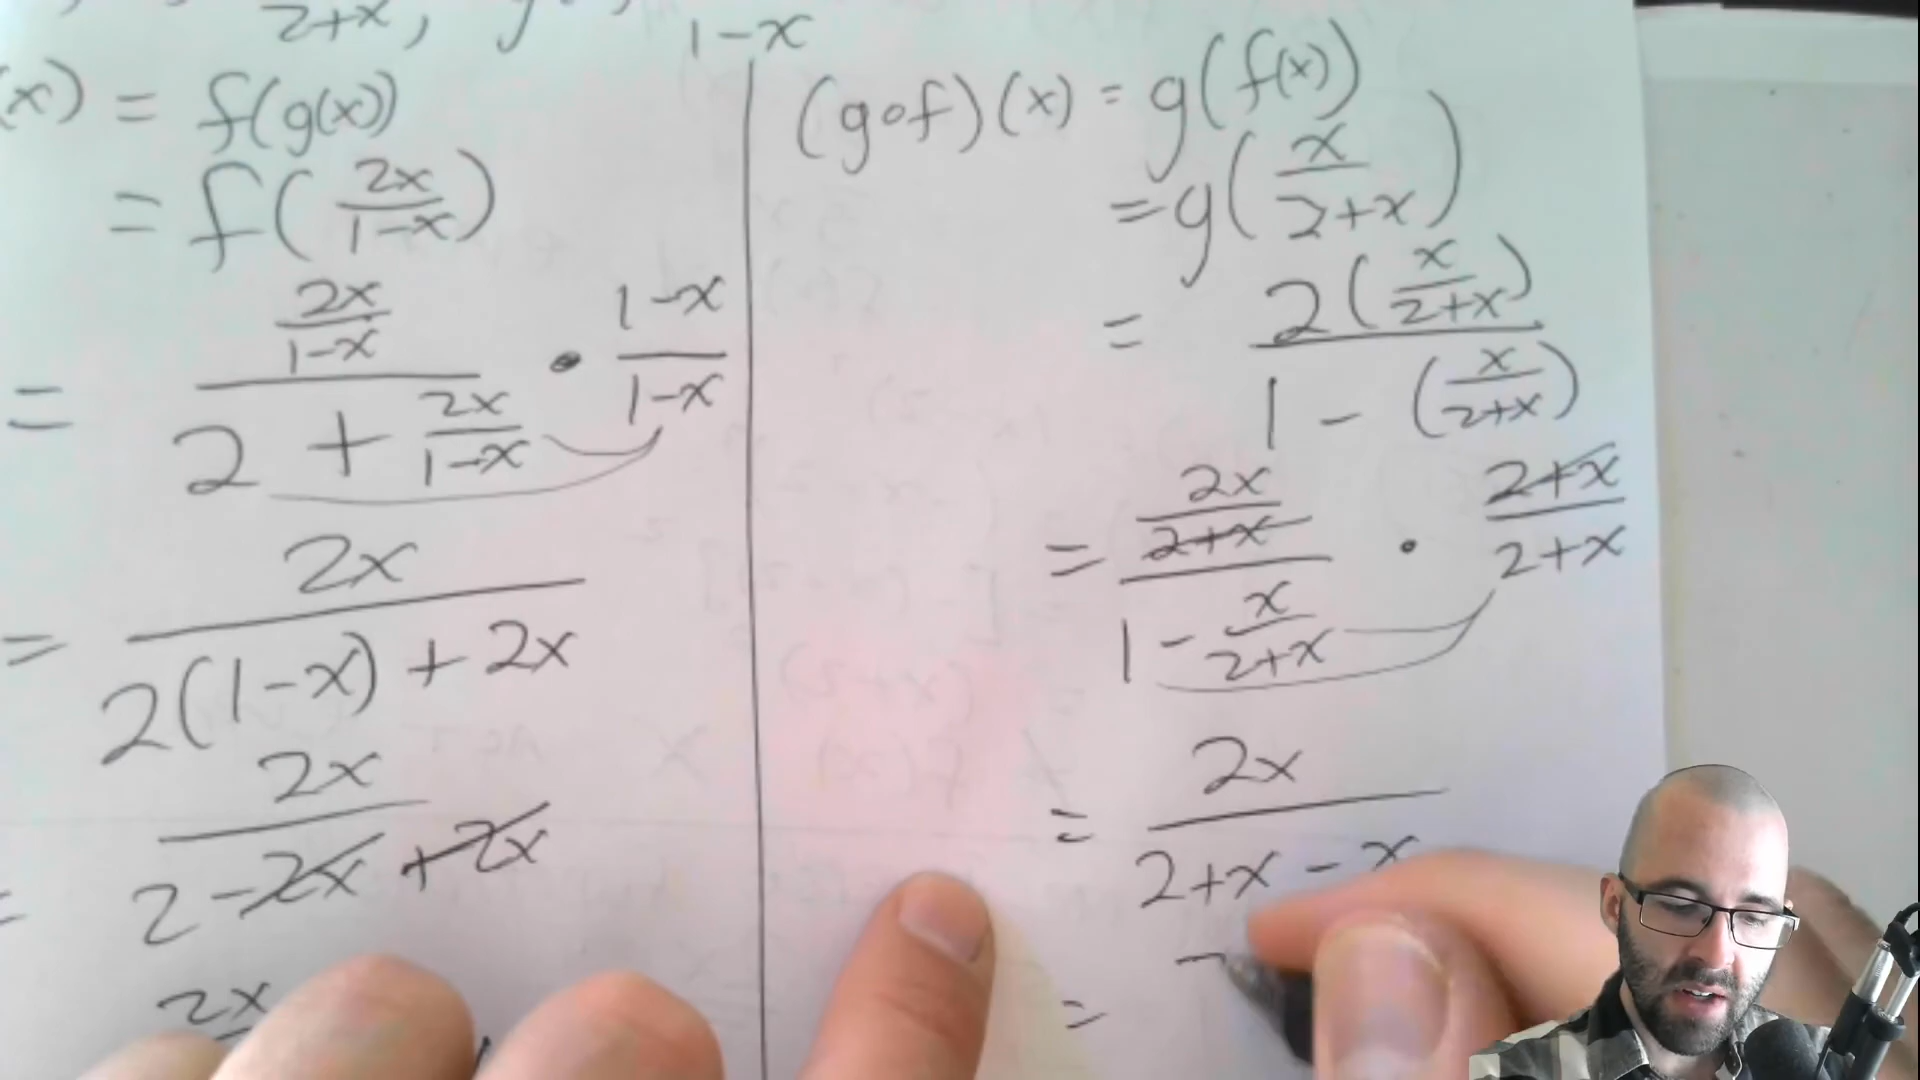 2+x,
1-x
(x) = f(g(x))
= f(2x/(1-x))
= (2x/(1-x))/(2 + 2x/(1-x)) · (1-x)/(1-x)
= 2x/(2(1-x) + 2x)
= 2x/(2 - 2x + 2x)
2x
(g∘f)(x) = g(f(x))
= g(x/(2+x))
= 2(x/(2+x))/(1 - (x/(2+x)))
= (2x/(2+x))/(1 - x/(2+x)) · (2+x)/(2+x)
= 2x/(2+x-x)
=